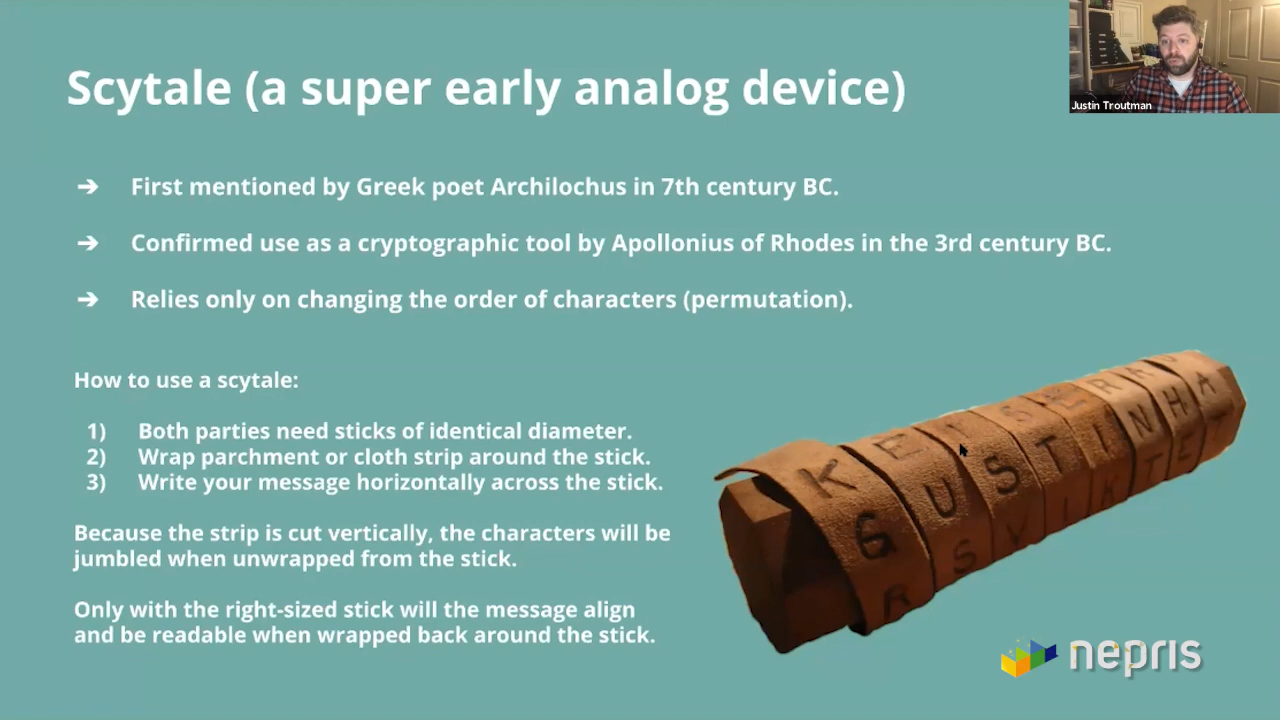 Scytale (a super early analog device)
Justin Troutman
➔ First mentioned by Greek poet Archilochus in 7th century BC.
➔ Confirmed use as a cryptographic tool by Apollonius of Rhodes in the 3rd century BC.
➔ Relies only on changing the order of characters (permutation).
How to use a scytale:
1) Both parties need sticks of identical diameter.
2) Wrap parchment or cloth strip around the stick.
3) Write your message horizontally across the stick.
Because the strip is cut vertically, the characters will be
jumbled when unwrapped from the stick.
Only with the right-sized stick will the message align
and be readable when wrapped back around the stick.
nepris